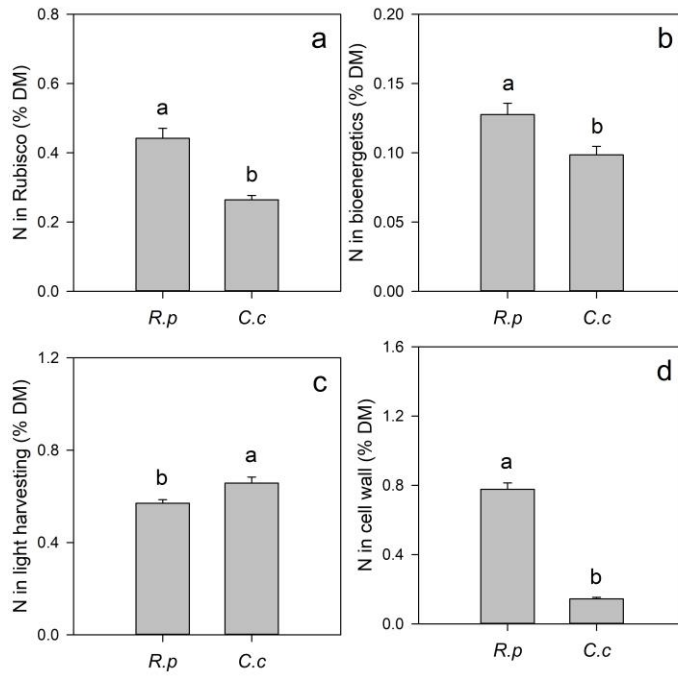 a
N in Rubisco (% DM)
0.8
0.6
0.4
0.2
0.0
a
b
R.p C.c
b
N in bioenergetics (% DM)
0.20
0.15
0.10
0.05
0.00
a
b
R.p C.c
c
N in light harvesting (% DM)
1.2
0.8
0.4
0.0
b
a
R.p C.c
d
N in cell wall (% DM)
1.6
1.2
0.8
0.4
0.0
a
b
R.p C.c